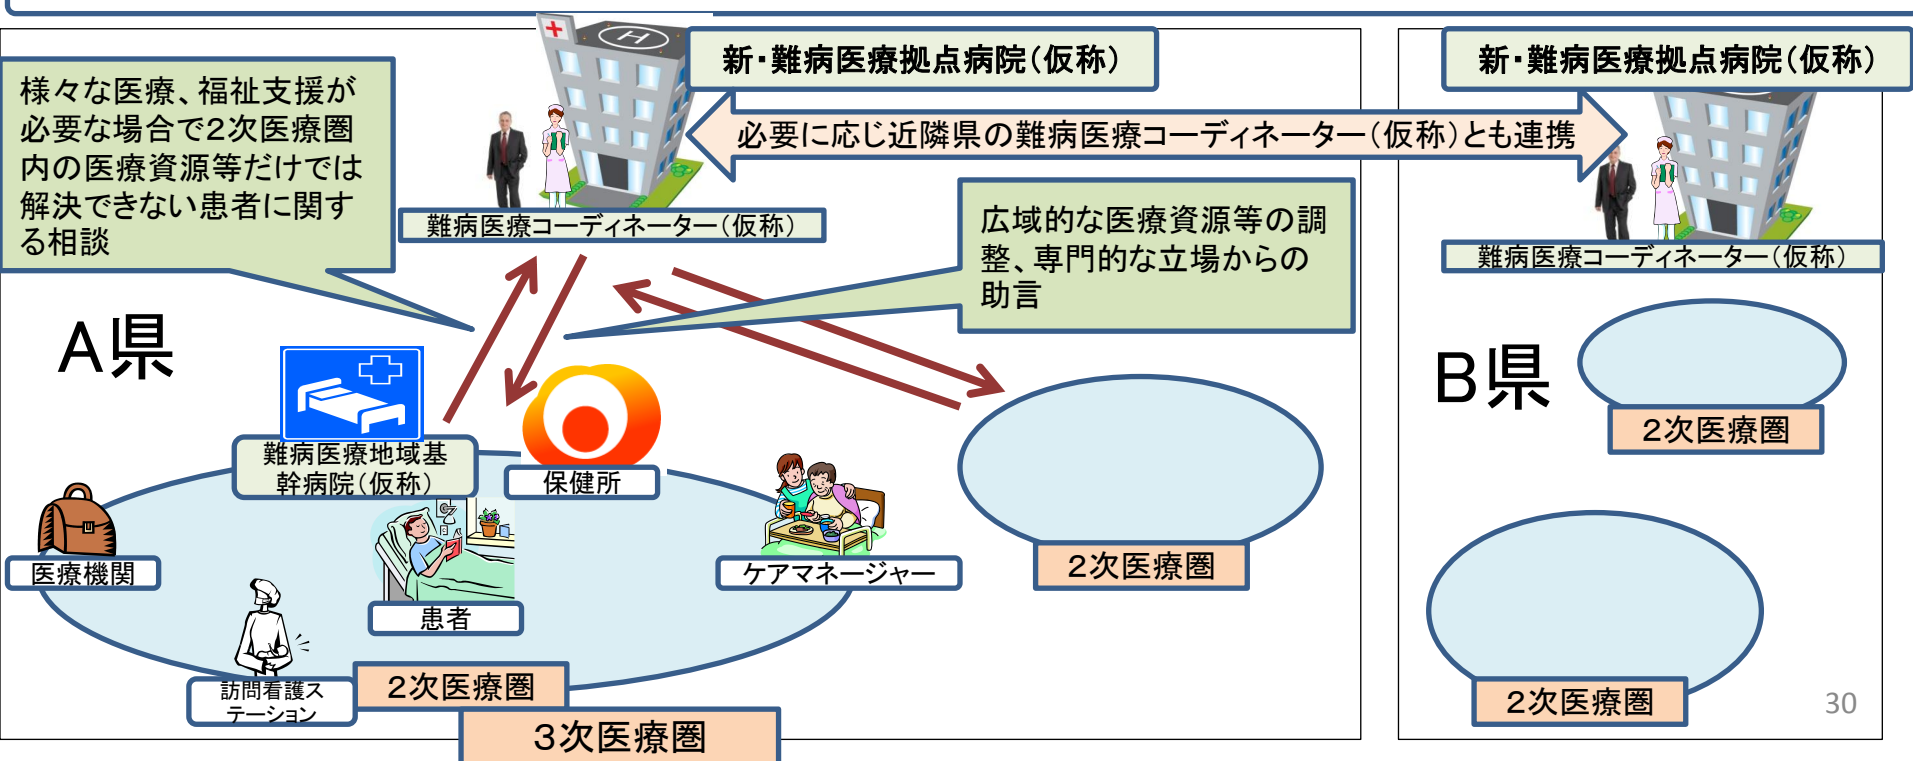 新・難病医療拠点病院（仮称）
新・難病医療拠点病院（仮称）
様々な医療、福祉支援が
必要な場合で２次医療圏
内の医療資源等だけでは
解決できない患者に関す
る相談
必要に応じ近隣県の難病医療コーディネーター（仮称）とも連携
難病医療コーディネーター（仮称）
広域的な医療資源等の調
整、専門的な立場からの
助言
難病医療コーディネーター（仮称）
A県
B県
２次医療圏
難病医療地域基
幹病院（仮称）
保健所
医療機関
患者
ケアマネージャー
２次医療圏
訪問看護ス
テーション
２次医療圏
３次医療圏
２次医療圏
30
H